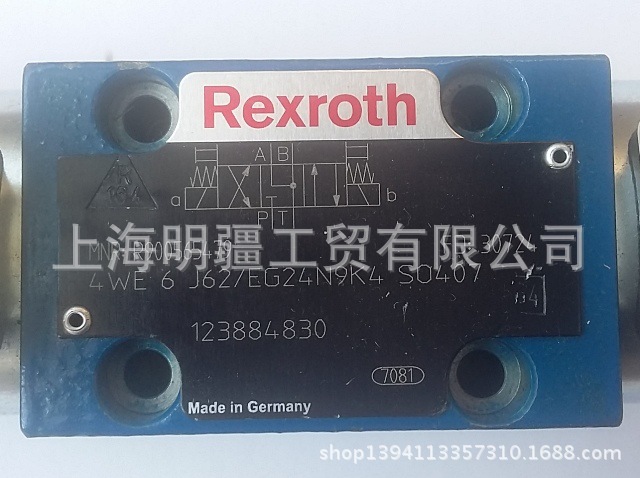 Rexroth
A B
a b
P T
上海明疆工贸有限公司
4WE 6 J62/EG24N9K4 SO407
123884830
7081
Made in Germany
shop1394113357310.1688.com